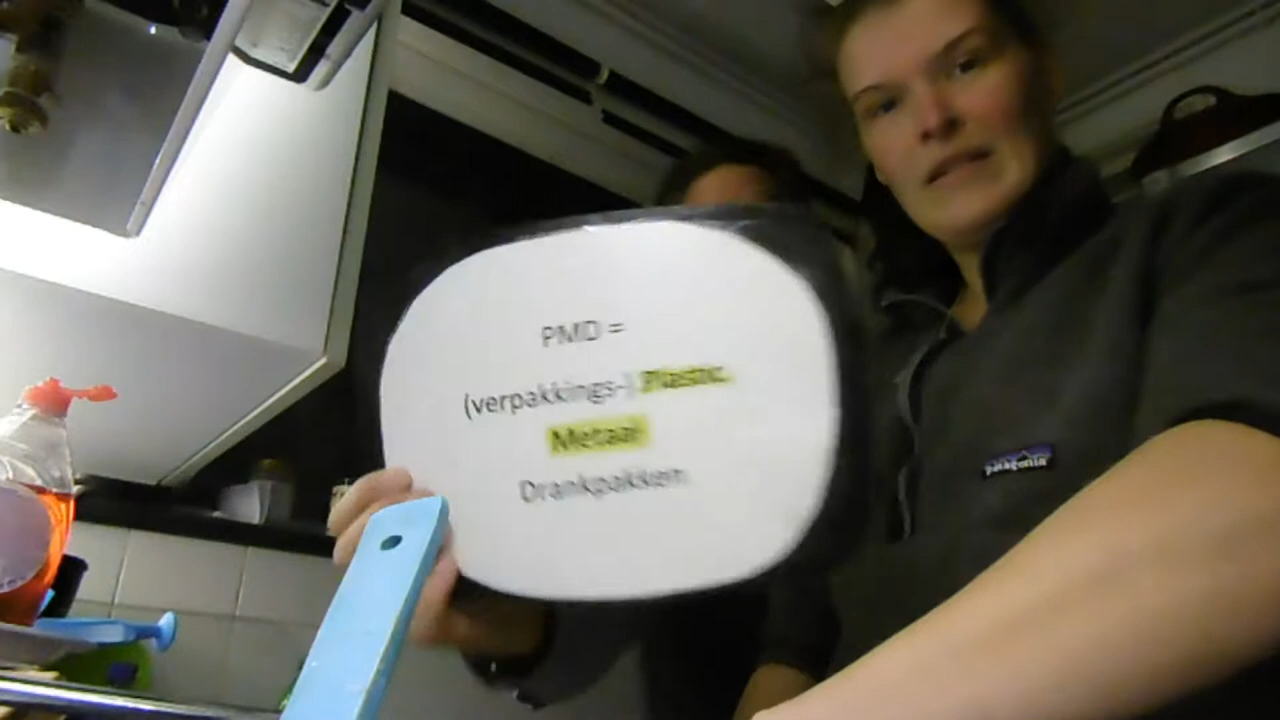 PMD =
(verpakkings-) Plastic
Metaal
Drankpakken
patagonia